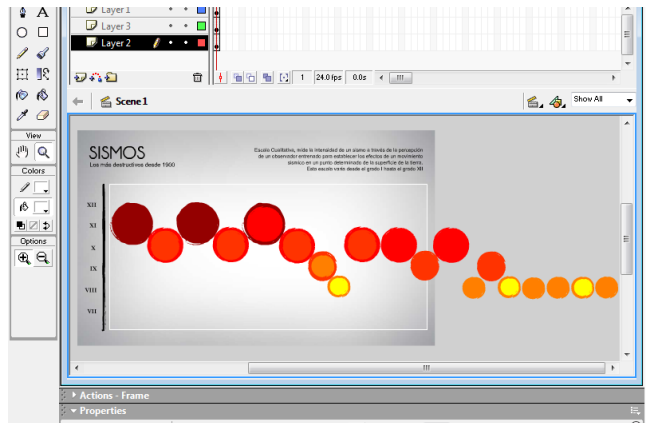 Layer 1
Layer 3
Layer 2
1 24.0 fps 0.0s
Scene 1
Show All
View
Colors
Options
SISMOS
Los más destructivos desde 1900
Escala Cualitativa, mide la intensidad de un sismo a través de la percepción
de un observador entrenado para establecer los efectos de un movimiento
sísmico en un punto determinado de la superficie de la tierra.
Esta escala varia desde el grado I hasta el grado XII
XII
XI
X
IX
VIII
VII
Actions - Frame
Properties